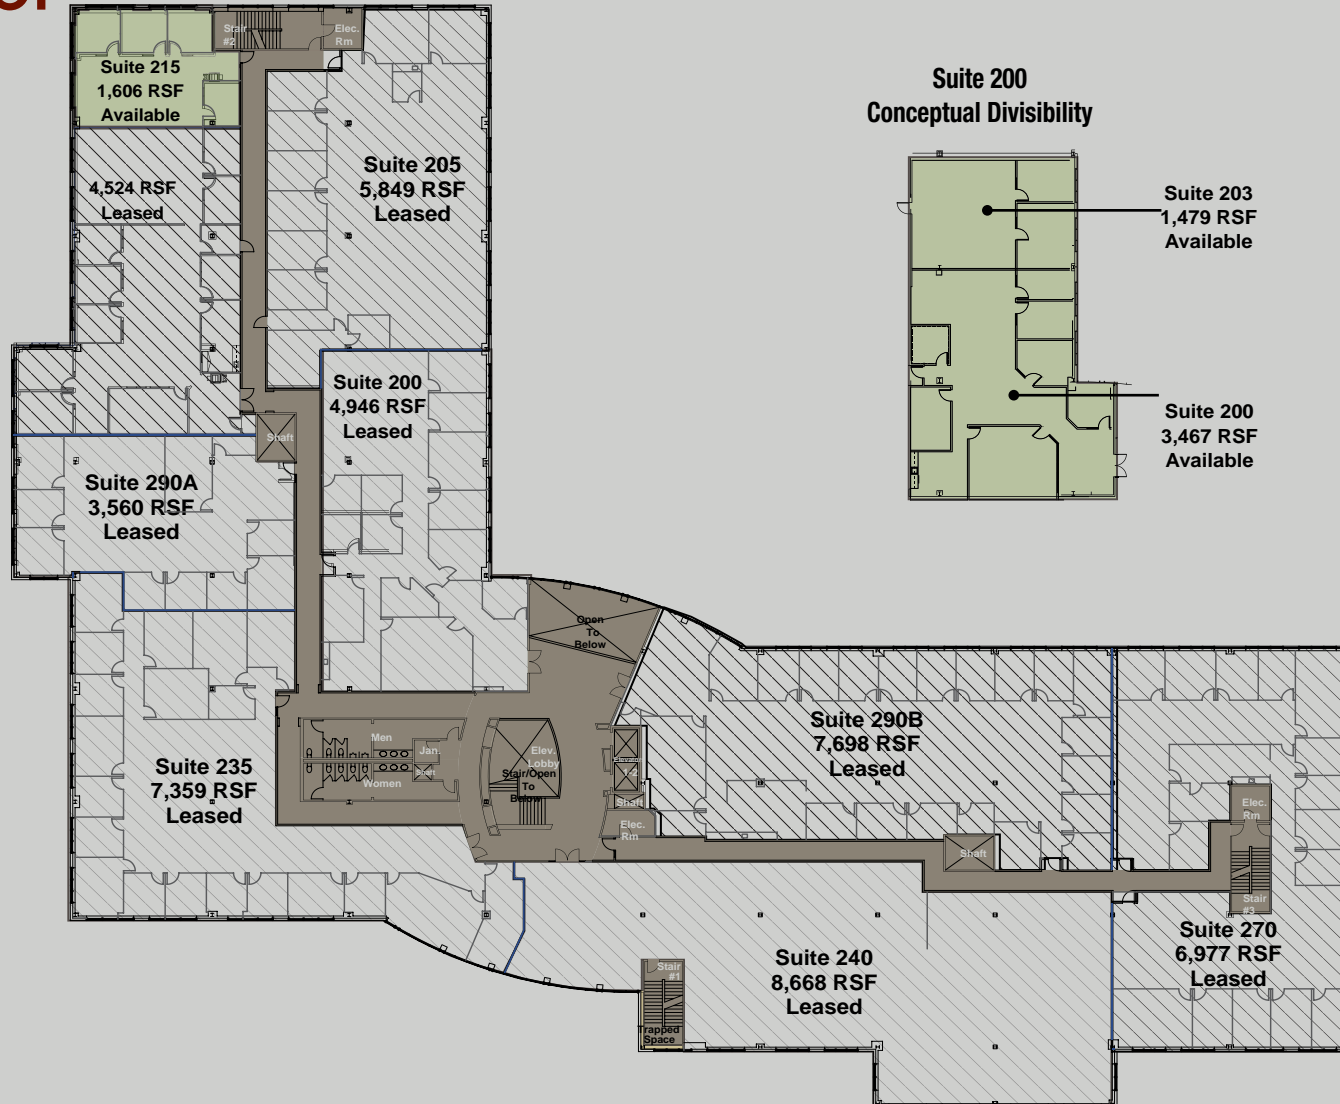 Stair
#2
Elec.
Rm
Suite 215
1,606 RSF
Available
4,524 RSF
Leased
Suite 205
5,849 RSF
Leased
Suite 200
Conceptual Divisibility
Suite 203
1,479 RSF
Available
Suite 200
3,467 RSF
Available
Suite 200
4,946 RSF
Leased
Shaft
Suite 290A
3,560 RSF
Leased
Open
To
Below
Suite 290B
7,698 RSF
Leased
Men
Jan.
Shaft
Women
Elev.
Lobby
Stair/Open
To
Below
1-2
Shaft
Elec.
Rm
Suite 235
7,359 RSF
Leased
Shaft
Elec.
Rm
Stair
#3
Suite 270
6,977 RSF
Leased
Suite 240
8,668 RSF
Leased
Stair
#1
Trapped
Space